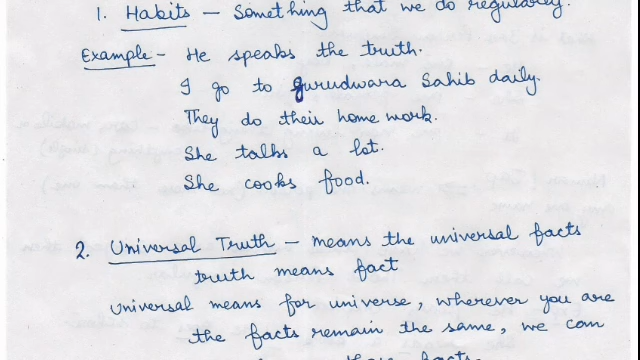 1. Habits – Something that we do regularly.
Example – He speaks the truth.
I go to gurudwara Sahib daily.
They do their home work.
She talks a lot.
She cooks food.
2. Universal Truth – means the universal facts
truth means fact
Universal means for universe, wherever you are
the facts remain the same, we can
these facts.